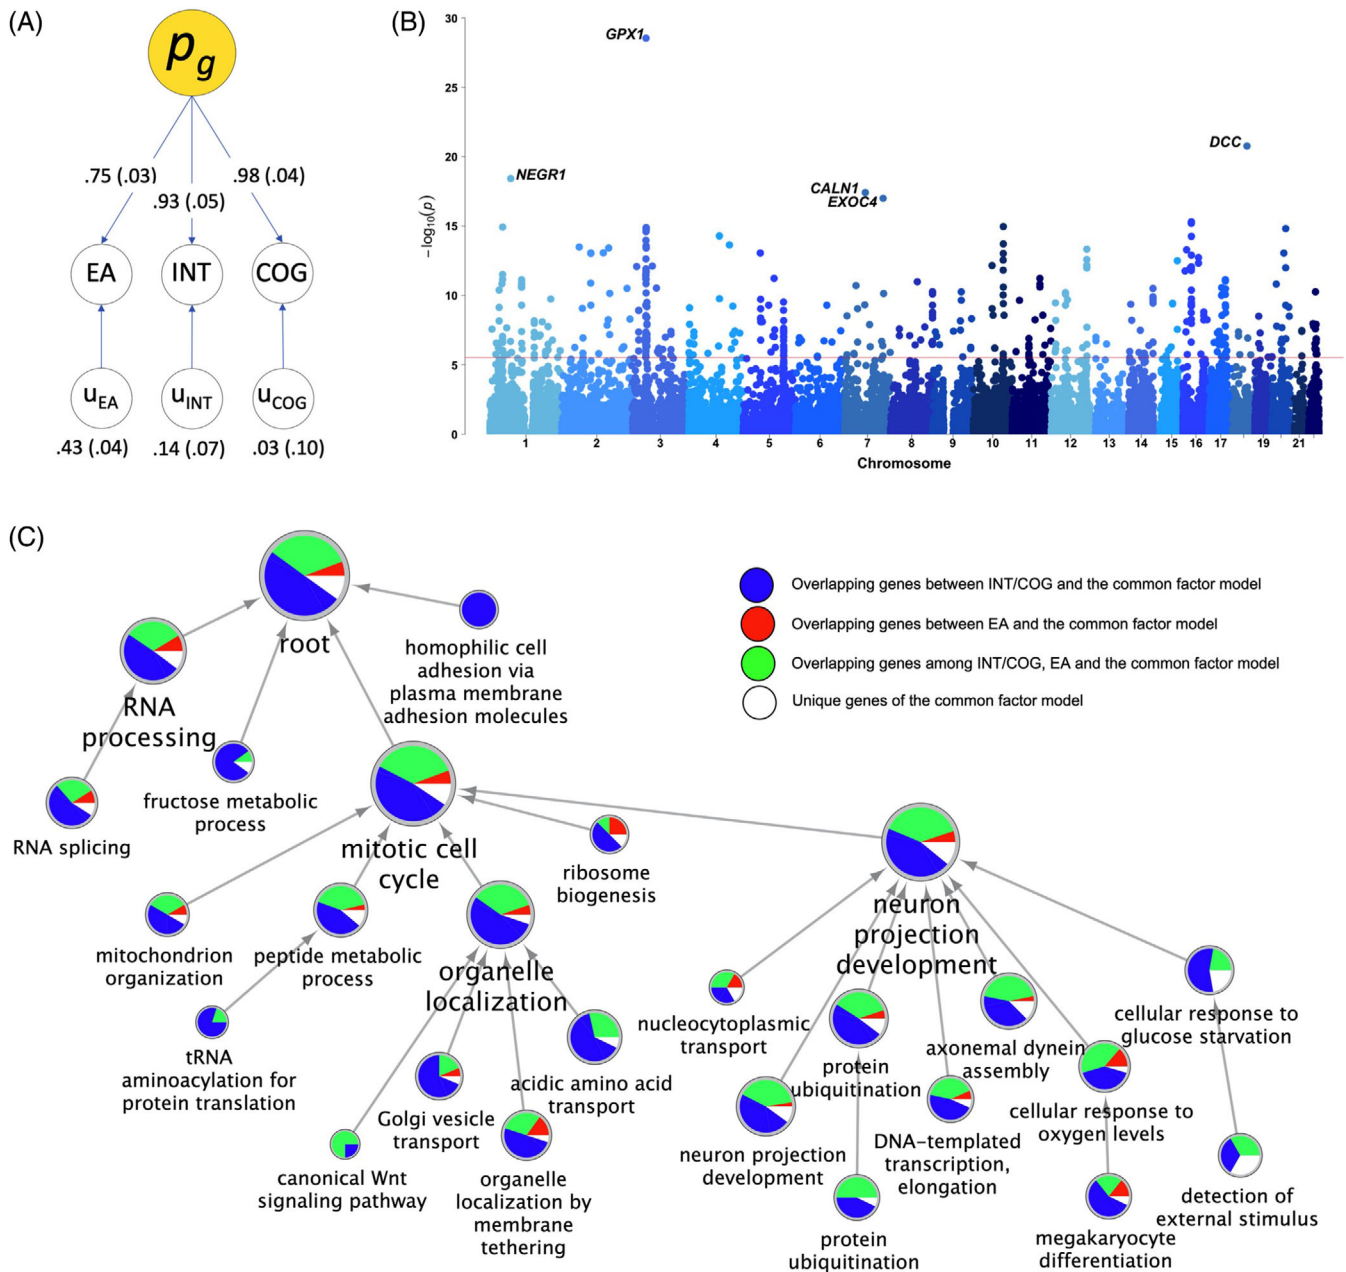 (A)
p_g
.75 (.03)
.93 (.05)
.98 (.04)
EA
INT
COG
u_EA
u_INT
u_COG
.43 (.04)
.14 (.07)
.03 (.10)
(B)
30
25
20
15
10
5
0
−log10(p)
GPX1
NEGR1
CALN1
EXOC4
DCC
1 2 3 4 5 6 7 8 9 10 11 12 13 14 15 16 17 19 21
Chromosome
(C)
root
homophilic cell
adhesion via
plasma membrane
adhesion molecules
RNA
processing
fructose metabolic
process
RNA splicing
mitotic cell
cycle
ribosome
biogenesis
mitochondrion
organization
peptide metabolic
process
organelle
localization
tRNA
aminoacylation for
protein translation
acidic amino acid
transport
Golgi vesicle
transport
canonical Wnt
signaling pathway
organelle
localization by
membrane
tethering
Overlapping genes between INT/COG and the common factor model
Overlapping genes between EA and the common factor model
Overlapping genes among INT/COG, EA and the common factor model
Unique genes of the common factor model
neuron
projection
development
nucleocytoplasmic
transport
protein
ubiquitination
axonemal dynein
assembly
cellular response to
glucose starvation
neuron projection
development
DNA-templated
transcription,
elongation
cellular response to
oxygen levels
protein
ubiquitination
megakaryocyte
differentiation
detection of
external stimulus